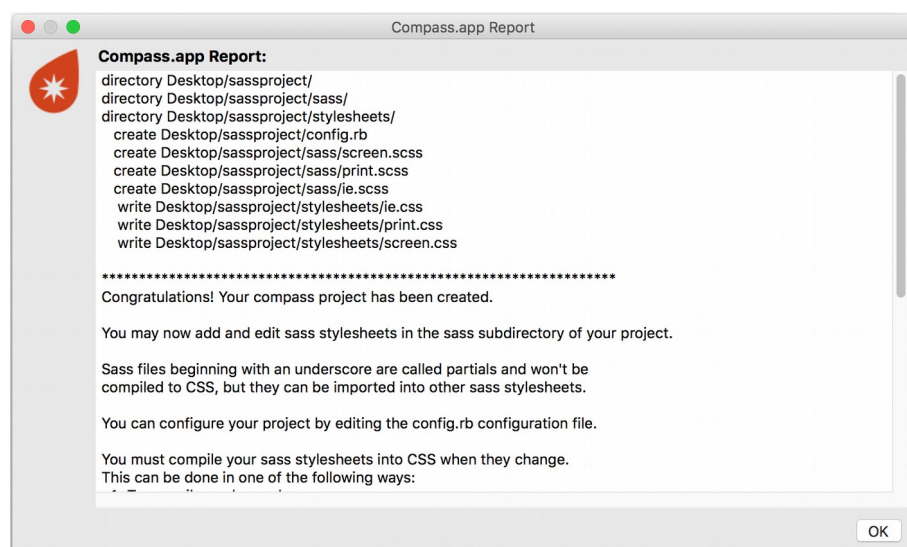 Compass.app Report
Compass.app Report:
directory Desktop/sassproject/
directory Desktop/sassproject/sass/
directory Desktop/sassproject/stylesheets/
create Desktop/sassproject/config.rb
create Desktop/sassproject/sass/screen.scss
create Desktop/sassproject/sass/print.scss
create Desktop/sassproject/sass/ie.scss
write Desktop/sassproject/stylesheets/ie.css
write Desktop/sassproject/stylesheets/print.css
write Desktop/sassproject/stylesheets/screen.css
*********************************************************************
Congratulations! Your compass project has been created.
You may now add and edit sass stylesheets in the sass subdirectory of your project.
Sass files beginning with an underscore are called partials and won't be
compiled to CSS, but they can be imported into other sass stylesheets.
You can configure your project by editing the config.rb configuration file.
You must compile your sass stylesheets into CSS when they change.
This can be done in one of the following ways:
OK